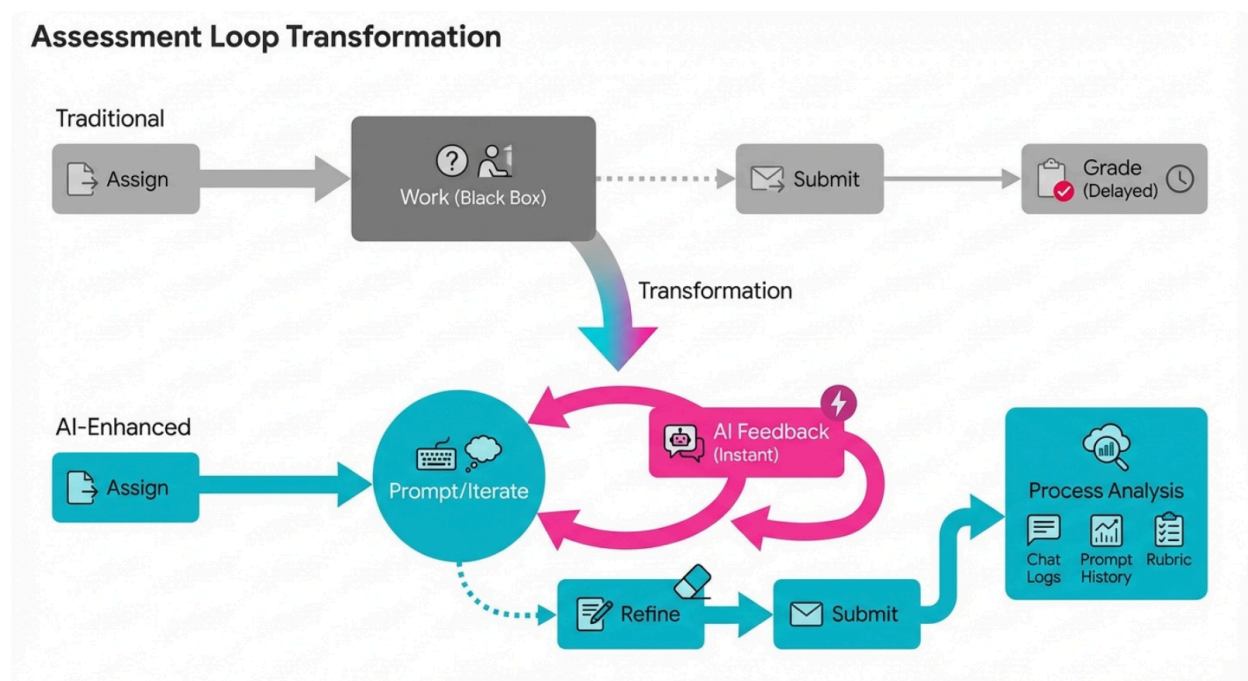 Assessment Loop Transformation
Traditional
Assign
?
Work (Black Box)
Submit
Grade
(Delayed)
Transformation
AI-Enhanced
Assign
Prompt/Iterate
AI Feedback
(Instant)
Refine
Submit
Process Analysis
Chat
Logs
Prompt
History
Rubric